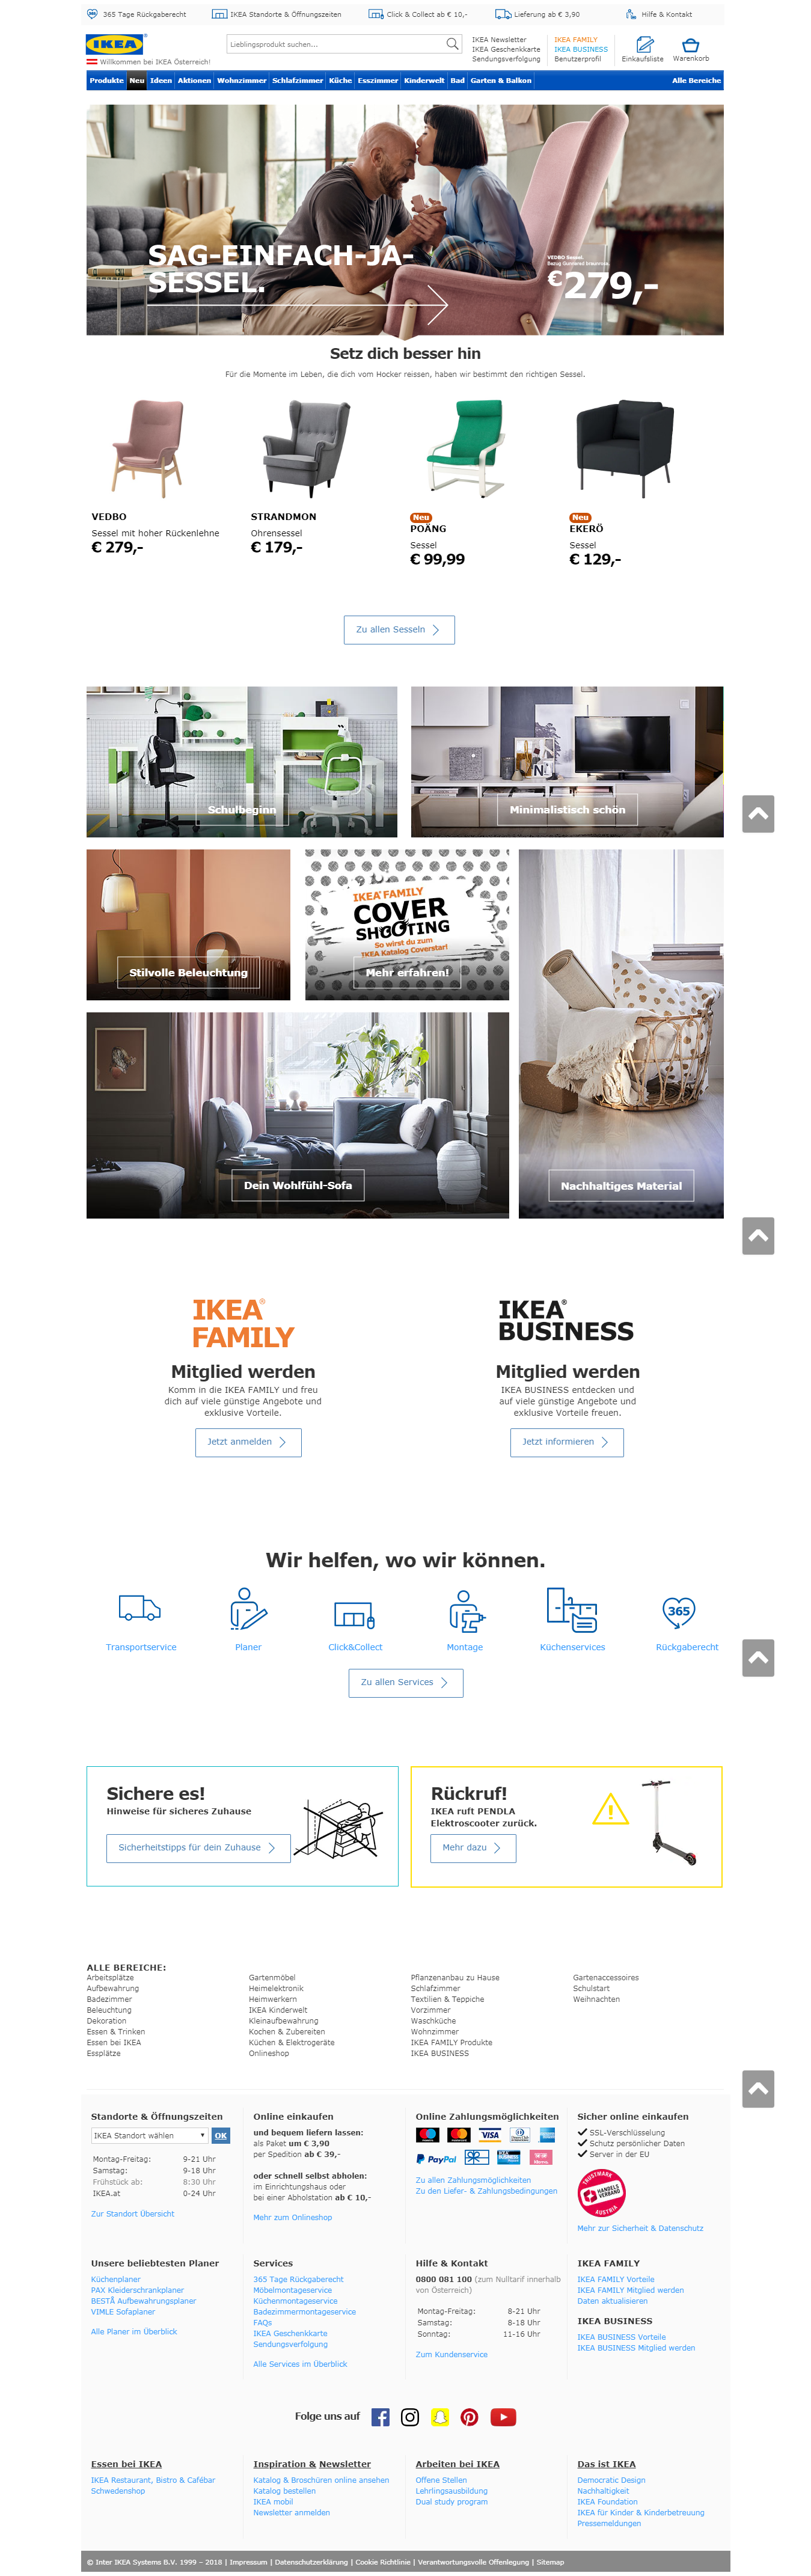 365 Tage Rückgaberecht
IKEA Standorte & Öffnungszeiten
Click & Collect ab € 10,-
Lieferung ab € 3,90
Hilfe & Kontakt
IKEA
Willkommen bei IKEA Österreich!
Lieblingsprodukt suchen...
IKEA Newsletter
IKEA Geschenkkarte
Sendungsverfolgung
IKEA FAMILY
IKEA BUSINESS
Benutzerprofil
Einkaufsliste
Warenkorb
Produkte Neu Ideen Aktionen Wohnzimmer Schlafzimmer Küche Esszimmer Kinderwelt Bad Garten & Balkon Alle Bereiche
SAG-EINFACH-JA-
SESSEL.
VEDBO Sessel.
Bezug Gunnared braunrosa.
€279,-
Setz dich besser hin
Für die Momente im Leben, die dich vom Hocker reissen, haben wir bestimmt den richtigen Sessel.
VEDBO
Sessel mit hoher Rückenlehne
€ 279,-
STRANDMON
Ohrensessel
€ 179,-
Neu
POÄNG
Sessel
€ 99,99
Neu
EKERÖ
Sessel
€ 129,-
Zu allen Sesseln
Schulbeginn
Minimalistisch schön
Stilvolle Beleuchtung
IKEA FAMILY
COVER
SHOOTING
So wirst du zum
IKEA Katalog Coverstar!
Mehr erfahren!
Dein Wohlfühl-Sofa
Nachhaltiges Material
IKEA®
FAMILY
Mitglied werden
Komm in die IKEA FAMILY und freu
dich auf viele günstige Angebote und
exklusive Vorteile.
Jetzt anmelden
IKEA®
BUSINESS
Mitglied werden
IKEA BUSINESS entdecken und
auf viele günstige Angebote und
exklusive Vorteile freuen.
Jetzt informieren
Wir helfen, wo wir können.
365
Transportservice
Planer
Click&Collect
Montage
Küchenservices
Rückgaberecht
Zu allen Services
Sichere es!
Hinweise für sicheres Zuhause
Sicherheitstipps für dein Zuhause
Rückruf!
IKEA ruft PENDLA
Elektroscooter zurück.
Mehr dazu
ALLE BEREICHE:
Arbeitsplätze
Aufbewahrung
Badezimmer
Beleuchtung
Dekoration
Essen & Trinken
Essen bei IKEA
Essplätze
Gartenmöbel
Heimelektronik
Heimwerkern
IKEA Kinderwelt
Kleinaufbewahrung
Kochen & Zubereiten
Küchen & Elektrogeräte
Onlineshop
Pflanzenanbau zu Hause
Schlafzimmer
Textilien & Teppiche
Vorzimmer
Waschküche
Wohnzimmer
IKEA FAMILY Produkte
IKEA BUSINESS
Gartenaccessoires
Schulstart
Weihnachten
Standorte & Öffnungszeiten
IKEA Standort wählen
OK
Montag-Freitag: 9-21 Uhr
Samstag: 9-18 Uhr
Frühstück ab: 8:30 Uhr
IKEA.at 0-24 Uhr
Zur Standort Übersicht
Online einkaufen
und bequem liefern lassen:
als Paket um € 3,90
per Spedition ab € 39,-
oder schnell selbst abholen:
im Einrichtungshaus oder
bei einer Abholstation ab € 10,-
Mehr zum Onlineshop
Online Zahlungsmöglichkeiten
VISA
PayPal
Zu allen Zahlungsmöglichkeiten
Zu den Liefer- & Zahlungsbedingungen
Sicher online einkaufen
SSL-Verschlüsselung
Schutz persönlicher Daten
Server in der EU
TRUSTMARK
HANDELS
VERBAND
AUSTRIA
Mehr zur Sicherheit & Datenschutz
Unsere beliebtesten Planer
Küchenplaner
PAX Kleiderschrankplaner
BESTÅ Aufbewahrungsplaner
VIMLE Sofaplaner
Alle Planer im Überblick
Services
365 Tage Rückgaberecht
Möbelmontageservice
Küchenmontageservice
Badezimmermontageservice
FAQs
IKEA Geschenkkarte
Sendungsverfolgung
Alle Services im Überblick
Hilfe & Kontakt
0800 081 100 (zum Nulltarif innerhalb
von Österreich)
Montag-Freitag: 8-21 Uhr
Samstag: 8-18 Uhr
Sonntag: 11-16 Uhr
Zum Kundenservice
IKEA FAMILY
IKEA FAMILY Vorteile
IKEA FAMILY Mitglied werden
Daten aktualisieren
IKEA BUSINESS
IKEA BUSINESS Vorteile
IKEA BUSINESS Mitglied werden
Folge uns auf
Essen bei IKEA
IKEA Restaurant, Bistro & Cafébar
Schwedenshop
Inspiration & Newsletter
Katalog & Broschüren online ansehen
Katalog bestellen
IKEA mobil
Newsletter anmelden
Arbeiten bei IKEA
Offene Stellen
Lehrlingsausbildung
Dual study program
Das ist IKEA
Democratic Design
Nachhaltigkeit
IKEA Foundation
IKEA für Kinder & Kinderbetreuung
Pressemeldungen
© Inter IKEA Systems B.V. 1999 – 2018 | Impressum | Datenschutzerklärung | Cookie Richtlinie | Verantwortungsvolle Offenlegung | Sitemap